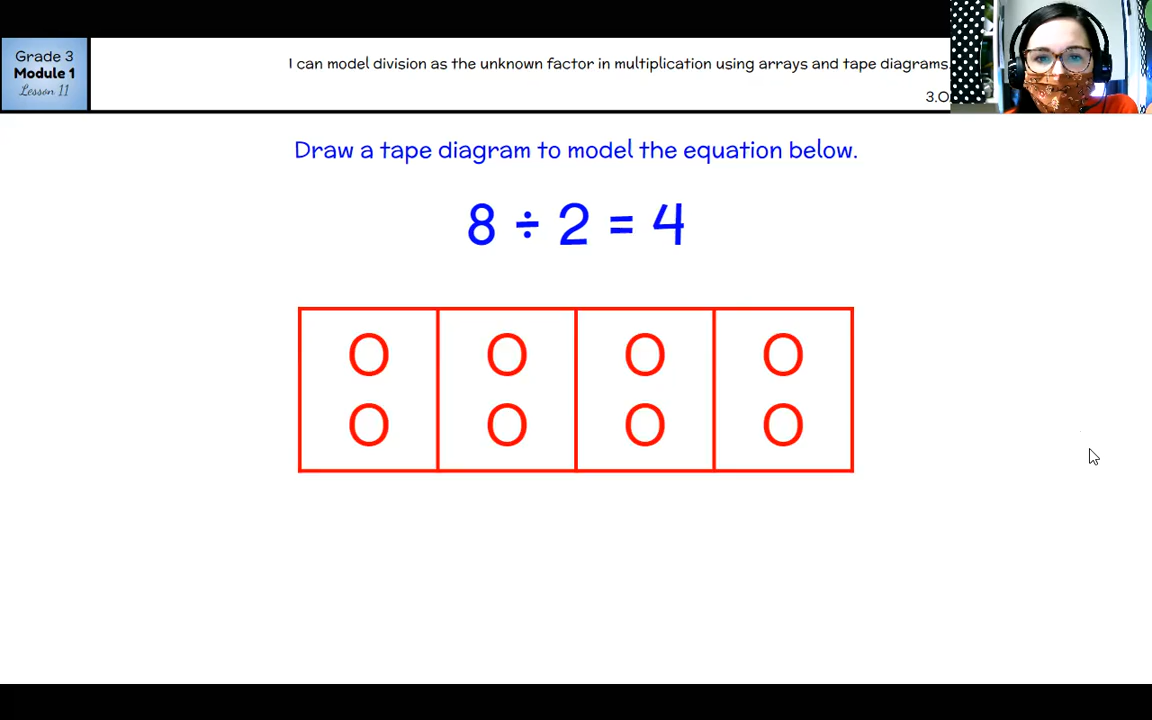 Grade 3
Module 1
Lesson 11
I can model division as the unknown factor in multiplication using arrays and tape diagrams.
3.O
Draw a tape diagram to model the equation below.
8 ÷ 2 = 4
O O O O
O O O O